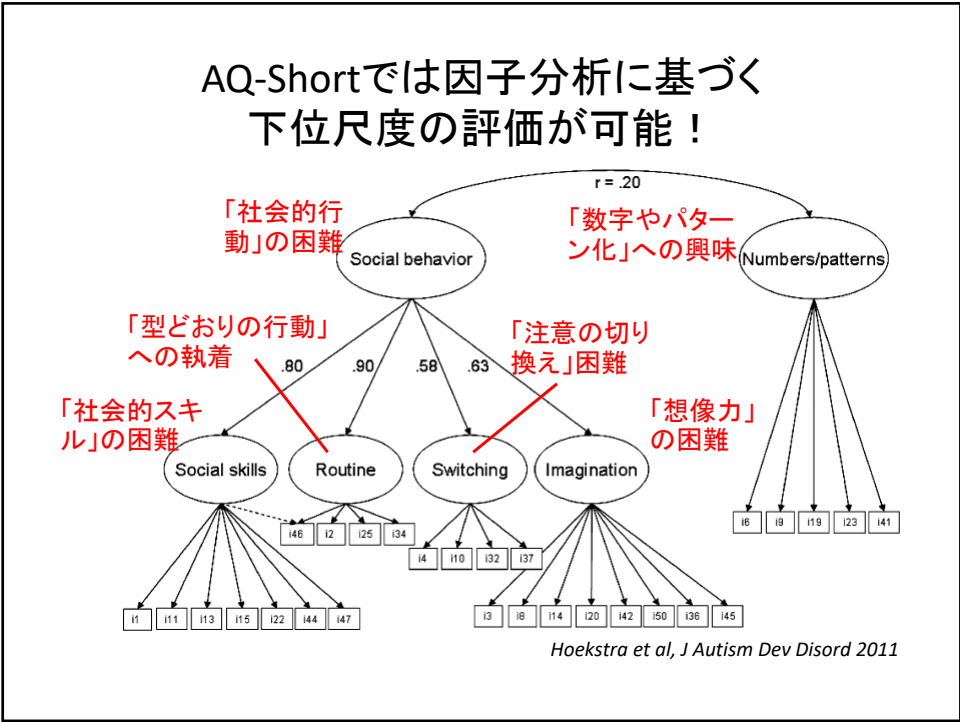 AQ-Shortでは因子分析に基づく
下位尺度の評価が可能！
r = .20
「社会的行
動」の困難
「数字やパター
ン化」への興味
Social behavior
Numbers/patterns
「型どおりの行動」
への執着
「注意の切り
換え」困難
.80
.90
.58
.63
「社会的スキ
ル」の困難
「想像力」
の困難
Social skills
Routine
Switching
Imagination
i46
i2
i25
i34
i4
i10
i32
i37
i6
i9
i19
i23
i41
i1
i11
i13
i15
i22
i44
i47
i3
i8
i14
i20
i42
i50
i36
i45
Hoekstra et al, J Autism Dev Disord 2011